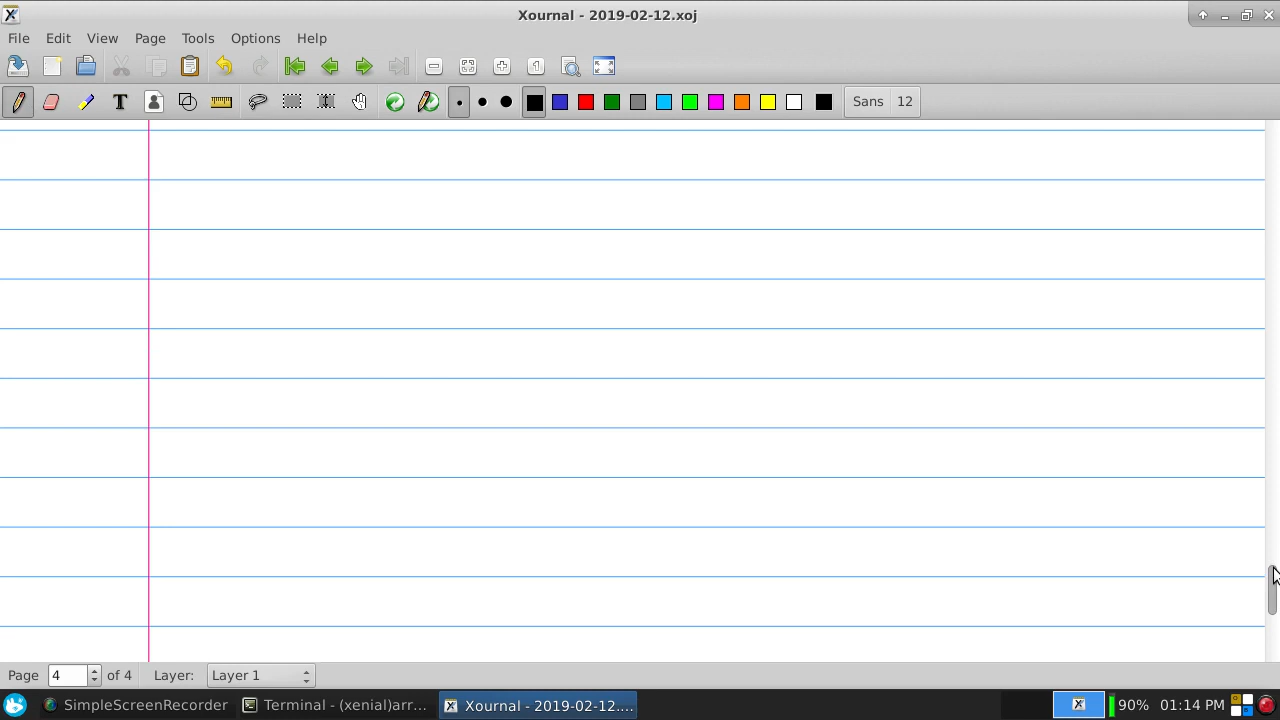 Xournal - 2019-02-12.xoj
File Edit View Page Tools Options Help
Sans 12
Page 4 of 4 Layer: Layer 1
SimpleScreenRecorder Terminal - (xenial)arr... Xournal - 2019-02-12.... 90% 01:14 PM